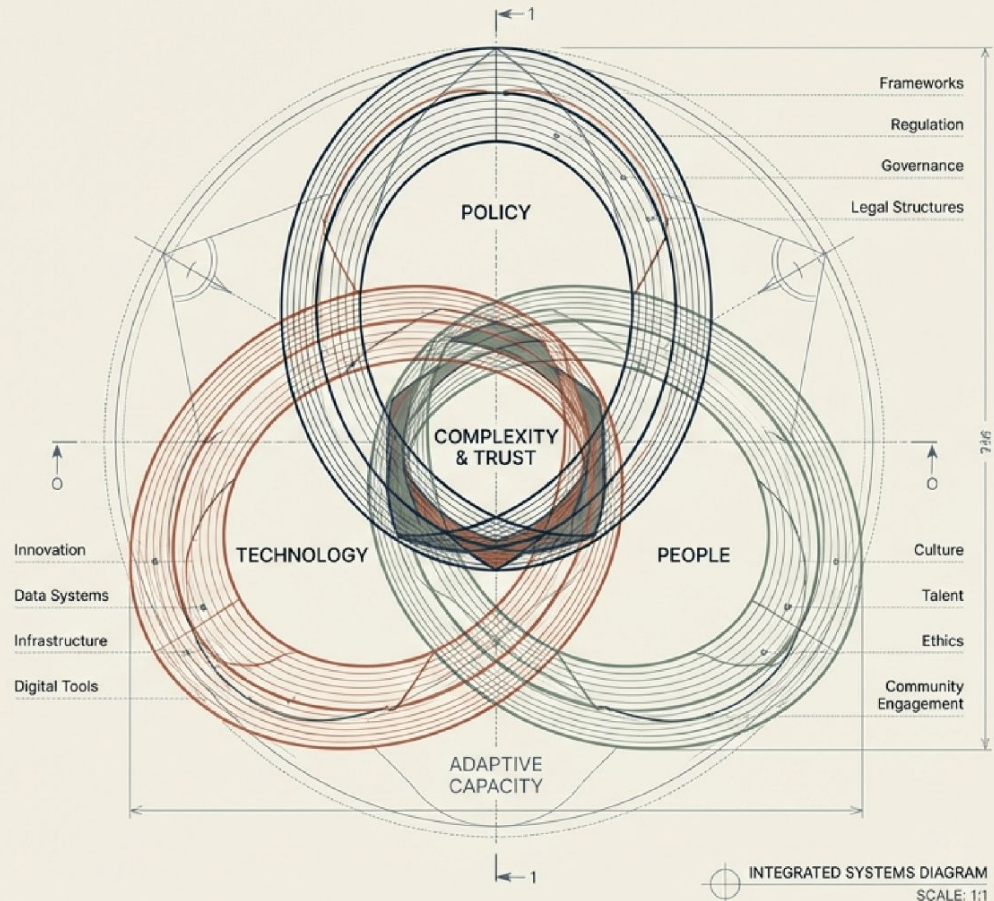 1
Frameworks
Regulation
Governance
Legal Structures
POLICY
COMPLEXITY
& TRUST
O
O
TECHNOLOGY
PEOPLE
Innovation
Data Systems
Infrastructure
Digital Tools
Culture
Talent
Ethics
Community
Engagement
ADAPTIVE
CAPACITY
1
INTEGRATED SYSTEMS DIAGRAM
SCALE: 1:1